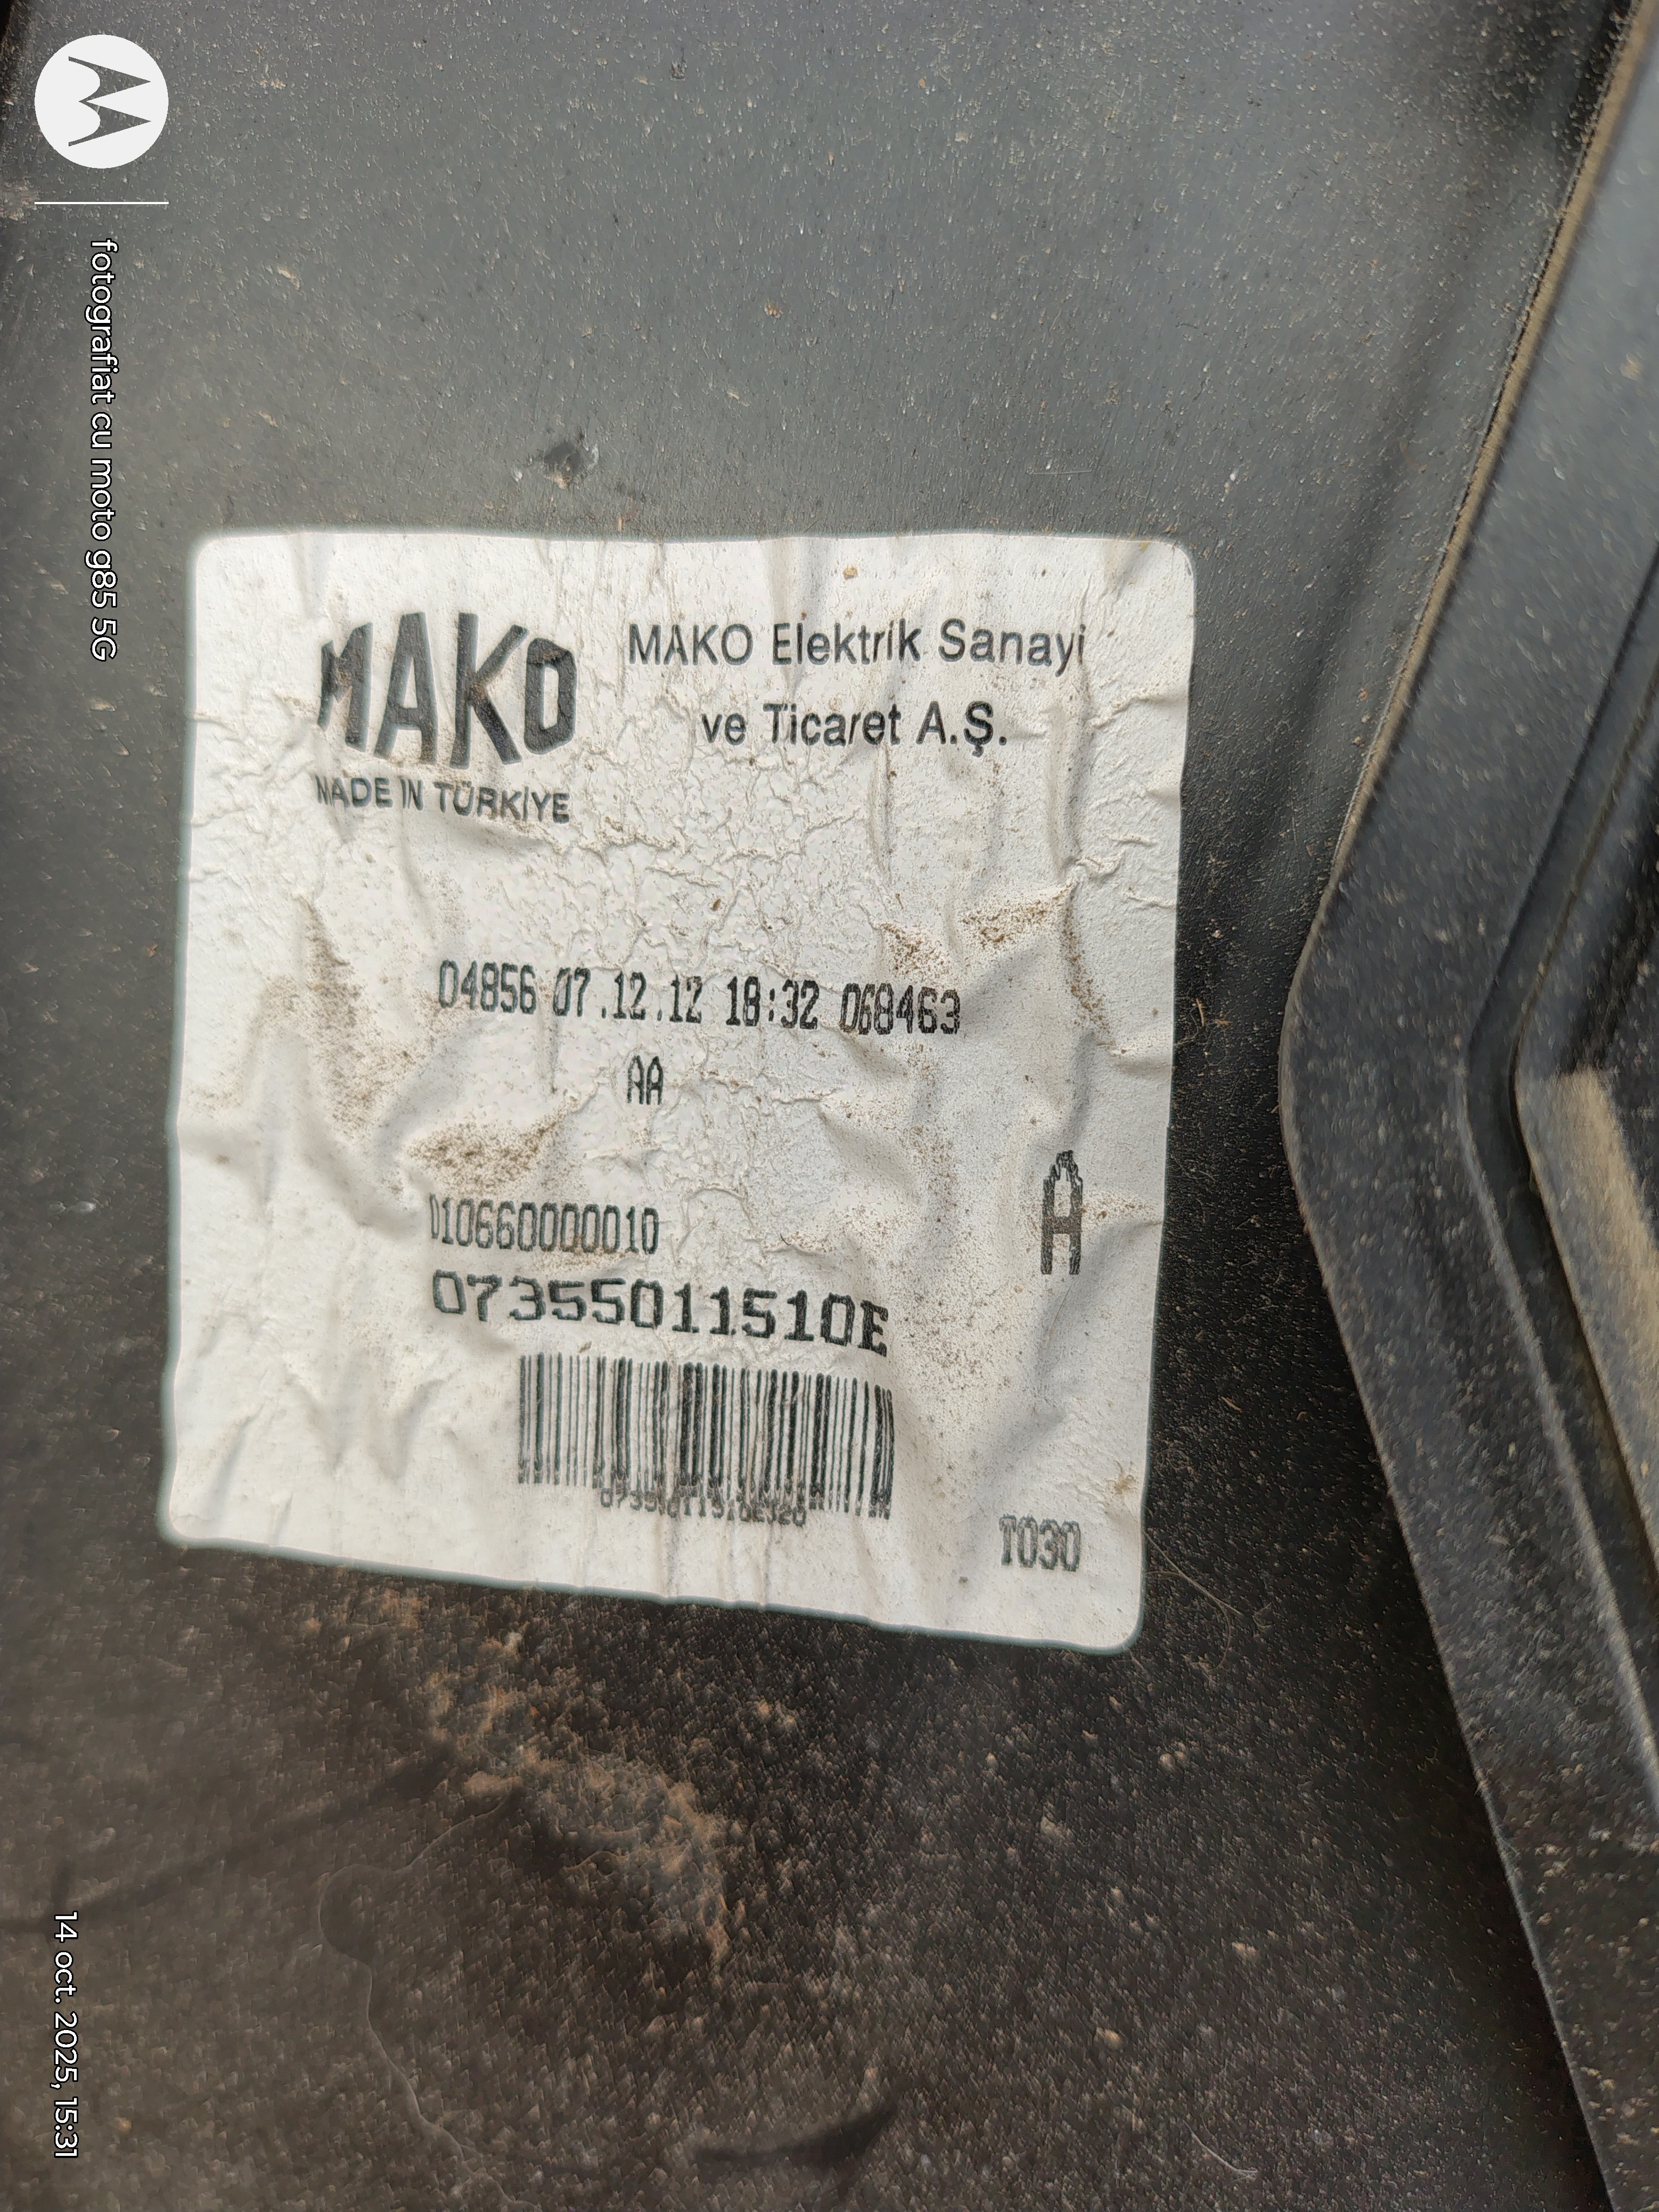 MAKO
MADE IN TÜRKİYE
MAKO Elektrik Sanayi
ve Ticaret A.Ş.
04856 07.12.12 18:32 068463
AA
A
010660000010
07355011510E
T030
fotografiat cu moto g85 5G
14 oct. 2025, 15:31